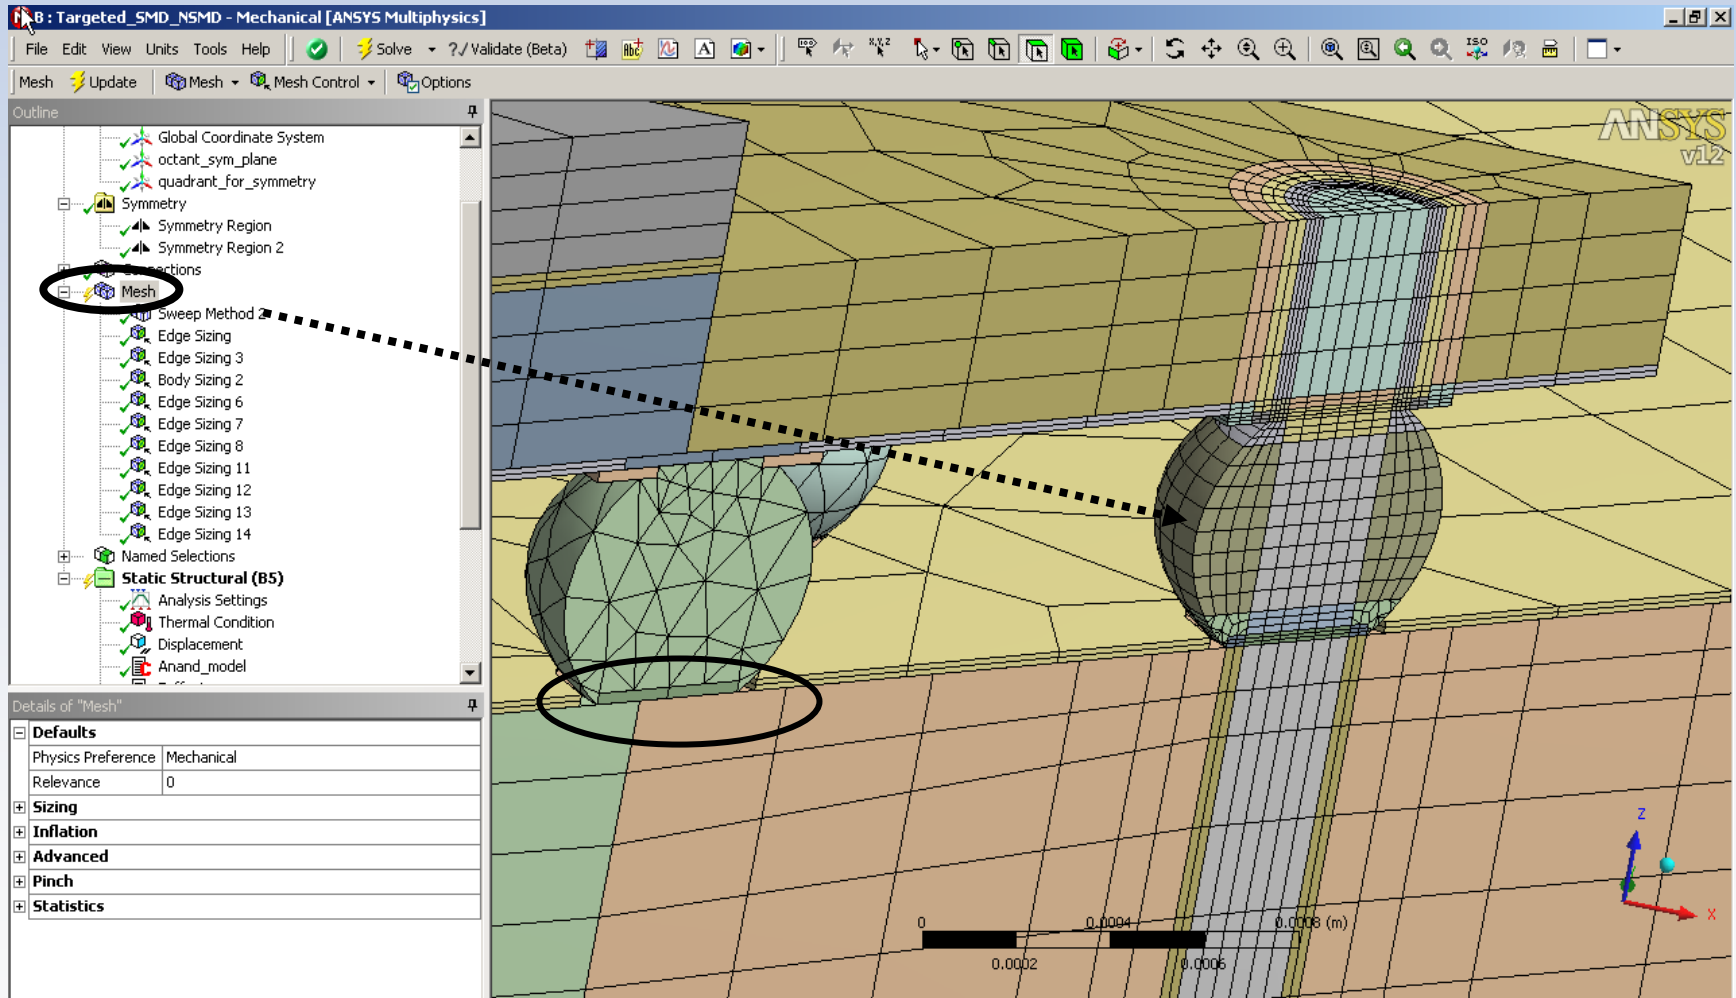 B : Targeted_SMD_NSMD - Mechanical [ANSYS Multiphysics]
File Edit View Units Tools Help Solve ?/ Validate (Beta)
Mesh Update Mesh Mesh Control Options
Outline
Global Coordinate System
octant_sym_plane
quadrant_for_symmetry
Symmetry
Symmetry Region
Symmetry Region 2
Connections
Mesh
Sweep Method 2
Edge Sizing
Edge Sizing 3
Body Sizing 2
Edge Sizing 6
Edge Sizing 7
Edge Sizing 8
Edge Sizing 11
Edge Sizing 12
Edge Sizing 13
Edge Sizing 14
Named Selections
Static Structural (B5)
Analysis Settings
Thermal Condition
Displacement
Anand_model
Details of "Mesh"
Defaults
Physics Preference Mechanical
Relevance 0
Sizing
Inflation
Advanced
Pinch
Statistics
ANSYS
v12
Z
X
0 0.0004 0.0008 (m)
0.0002 0.0006